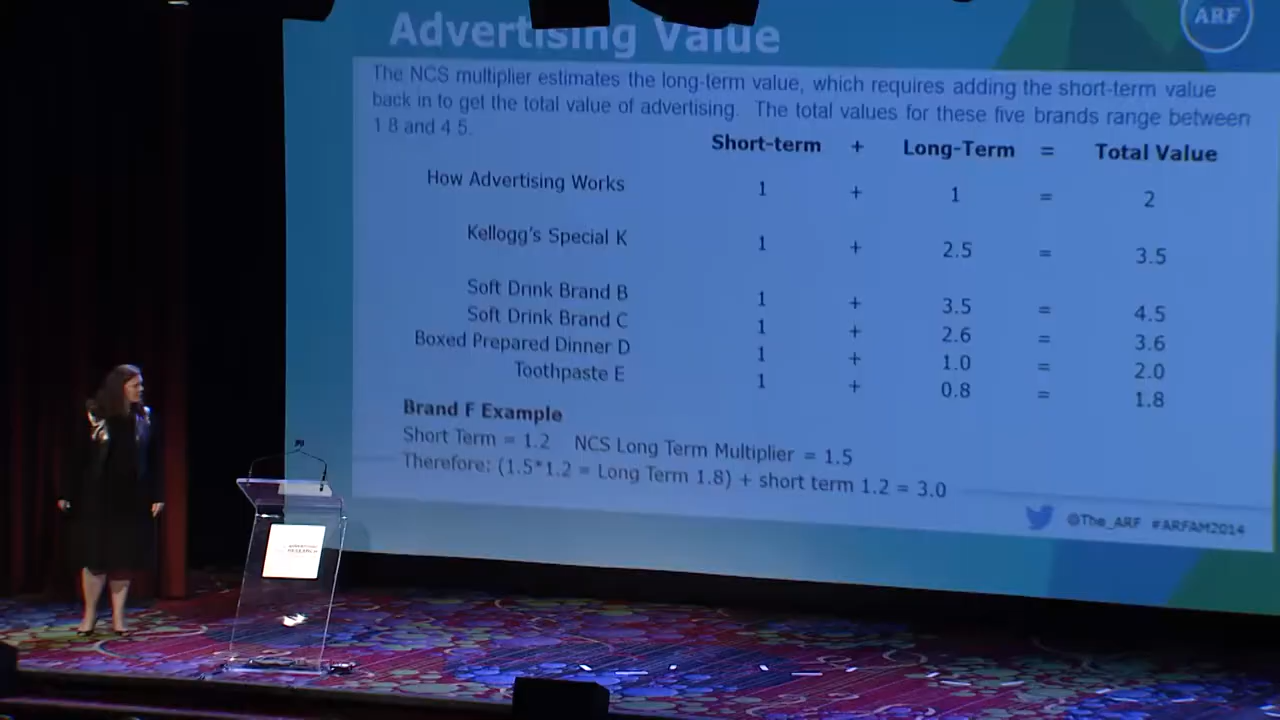 Advertising Value
ARF
The NCS multiplier estimates the long-term value, which requires adding the short-term value
back in to get the total value of advertising. The total values for these five brands range between
1 8 and 4 5.
Short-term + Long-Term = Total Value
How Advertising Works 1 + 1 = 2
Kellogg's Special K 1 + 2.5 = 3.5
Soft Drink Brand B 1 + 3.5 = 4.5
Soft Drink Brand C 1 + 2.6 = 3.6
Boxed Prepared Dinner D 1 + 1.0 = 2.0
Toothpaste E 1 + 0.8 = 1.8
Brand F Example
Short Term = 1.2 NCS Long Term Multiplier = 1.5
Therefore: (1.5*1.2 = Long Term 1.8) + short term 1.2 = 3.0
@The_ARF #ARFAM2014
RESEARCH